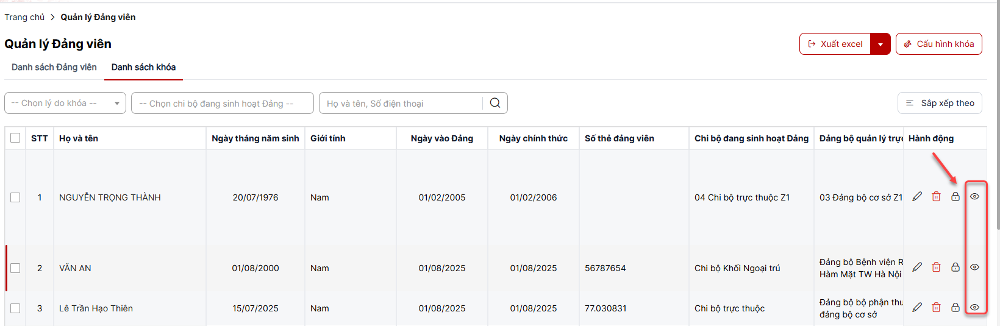 Trang chủ > Quản lý Đảng viên
Quản lý Đảng viên
Xuất excel
Cấu hình khóa
Danh sách Đảng viên
Danh sách khóa
-- Chọn lý do khóa --
-- Chọn chi bộ đang sinh hoạt Đảng --
Họ và tên, Số điện thoại
Sắp xếp theo
STT Họ và tên Ngày tháng năm sinh Giới tính Ngày vào Đảng Ngày chính thức Số thẻ đảng viên Chi bộ đang sinh hoạt Đảng Đảng bộ quản lý trực Hành động
1 NGUYỄN TRỌNG THÀNH 20/07/1976 Nam 01/02/2005 01/02/2006 04 Chi bộ trực thuộc Z1 03 Đảng bộ cơ sở Z1
2 VĂN AN 01/08/2000 Nam 01/08/2025 01/08/2025 56787654 Chi bộ Khối Ngoại trú Đảng bộ Bệnh viện R
Hàm Mặt TW Hà Nội
3 Lê Trần Hạo Thiên 15/07/2025 Nam 01/08/2025 01/08/2025 77.030831 Chi bộ trực thuộc Đảng bộ bộ phận thu
đảng bộ cơ sở